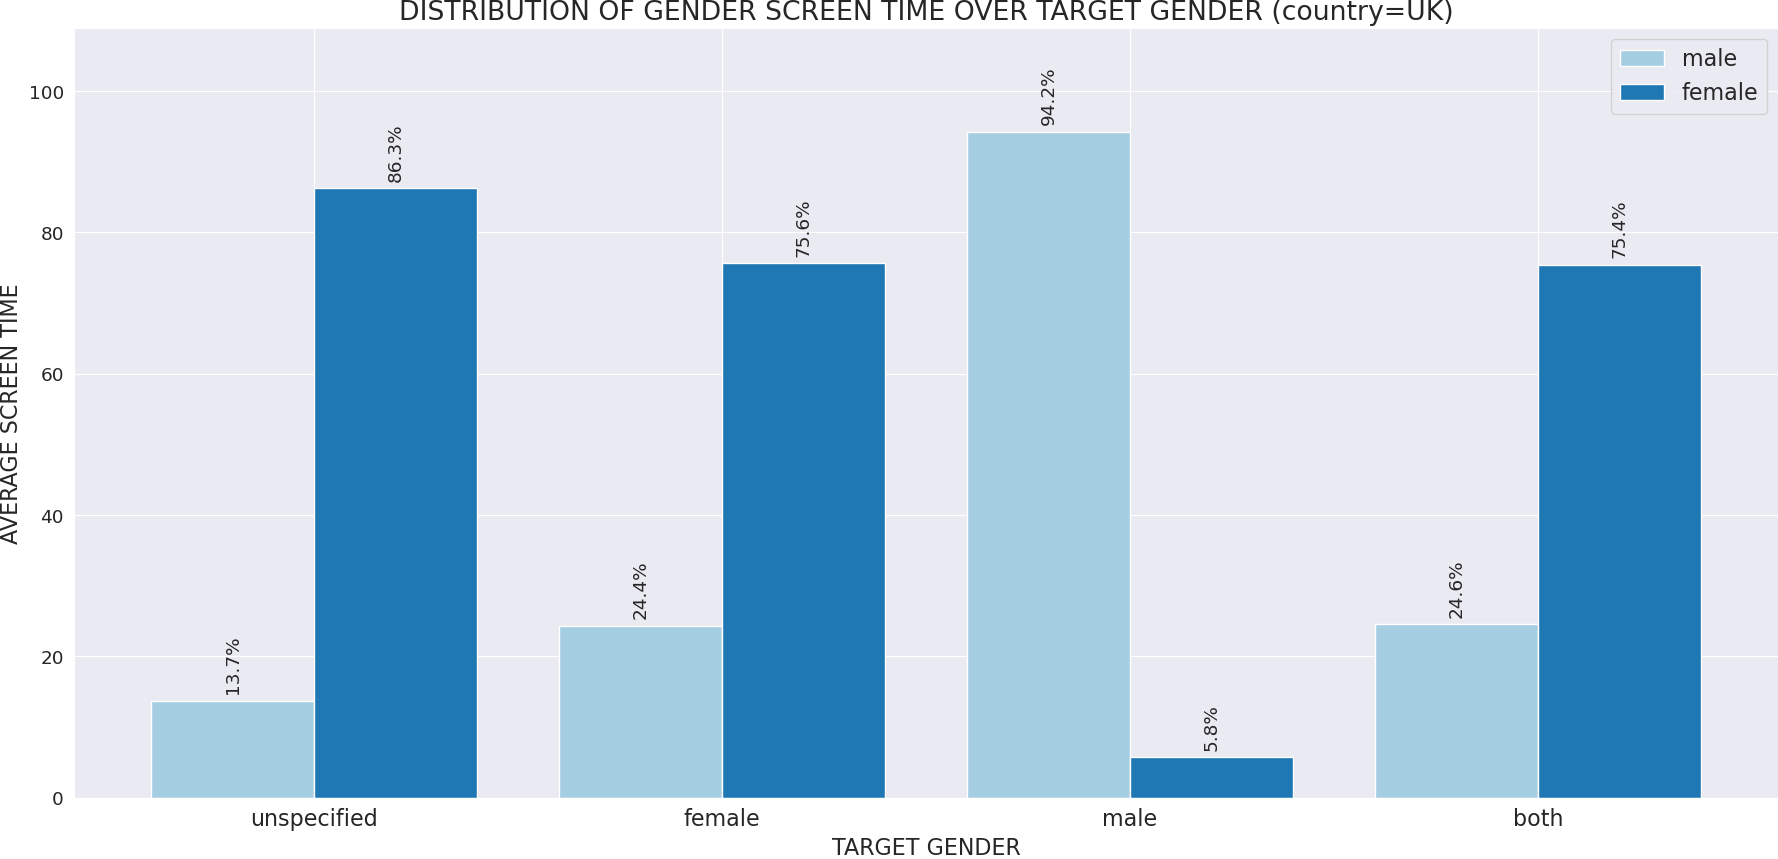 DISTRIBUTION OF GENDER SCREEN TIME OVER TARGET GENDER (country=UK)
male
female
AVERAGE SCREEN TIME
100
80
60
40
20
0
13.7%
86.3%
24.4%
75.6%
94.2%
5.8%
24.6%
75.4%
unspecified
female
male
both
TARGET GENDER